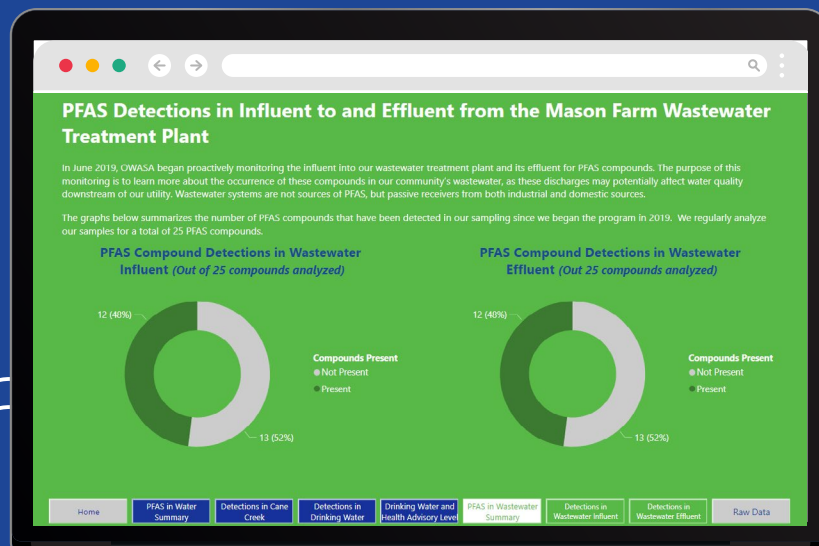 PFAS Detections in Influent to and Effluent from the Mason Farm Wastewater
Treatment Plant
In June 2019, OWASA began proactively monitoring the influent into our wastewater treatment plant and its effluent for PFAS compounds. The purpose of this
monitoring is to learn more about the occurrence of these compounds in our community's wastewater, as these discharges may potentially affect water quality
downstream of our utility. Wastewater systems are not sources of PFAS, but passive receivers from both industrial and domestic sources.
The graphs below summarizes the number of PFAS compounds that have been detected in our sampling since we began the program in 2019. We regularly analyze
our samples for a total of 25 PFAS compounds.
PFAS Compound Detections in Wastewater
Influent (Out of 25 compounds analyzed)
12 (48%)
13 (52%)
Compounds Present
Not Present
Present
PFAS Compound Detections in Wastewater
Effluent (Out 25 compounds analyzed)
12 (48%)
13 (52%)
Compounds Present
Not Present
Present
Home
PFAS in Water
Summary
Detections in Cane
Creek
Detections in
Drinking Water
Drinking Water and
Health Advisory Level
PFAS in Wastewater
Summary
Detections in
Wastewater Influent
Detections in
Wastewater Effluent
Raw Data